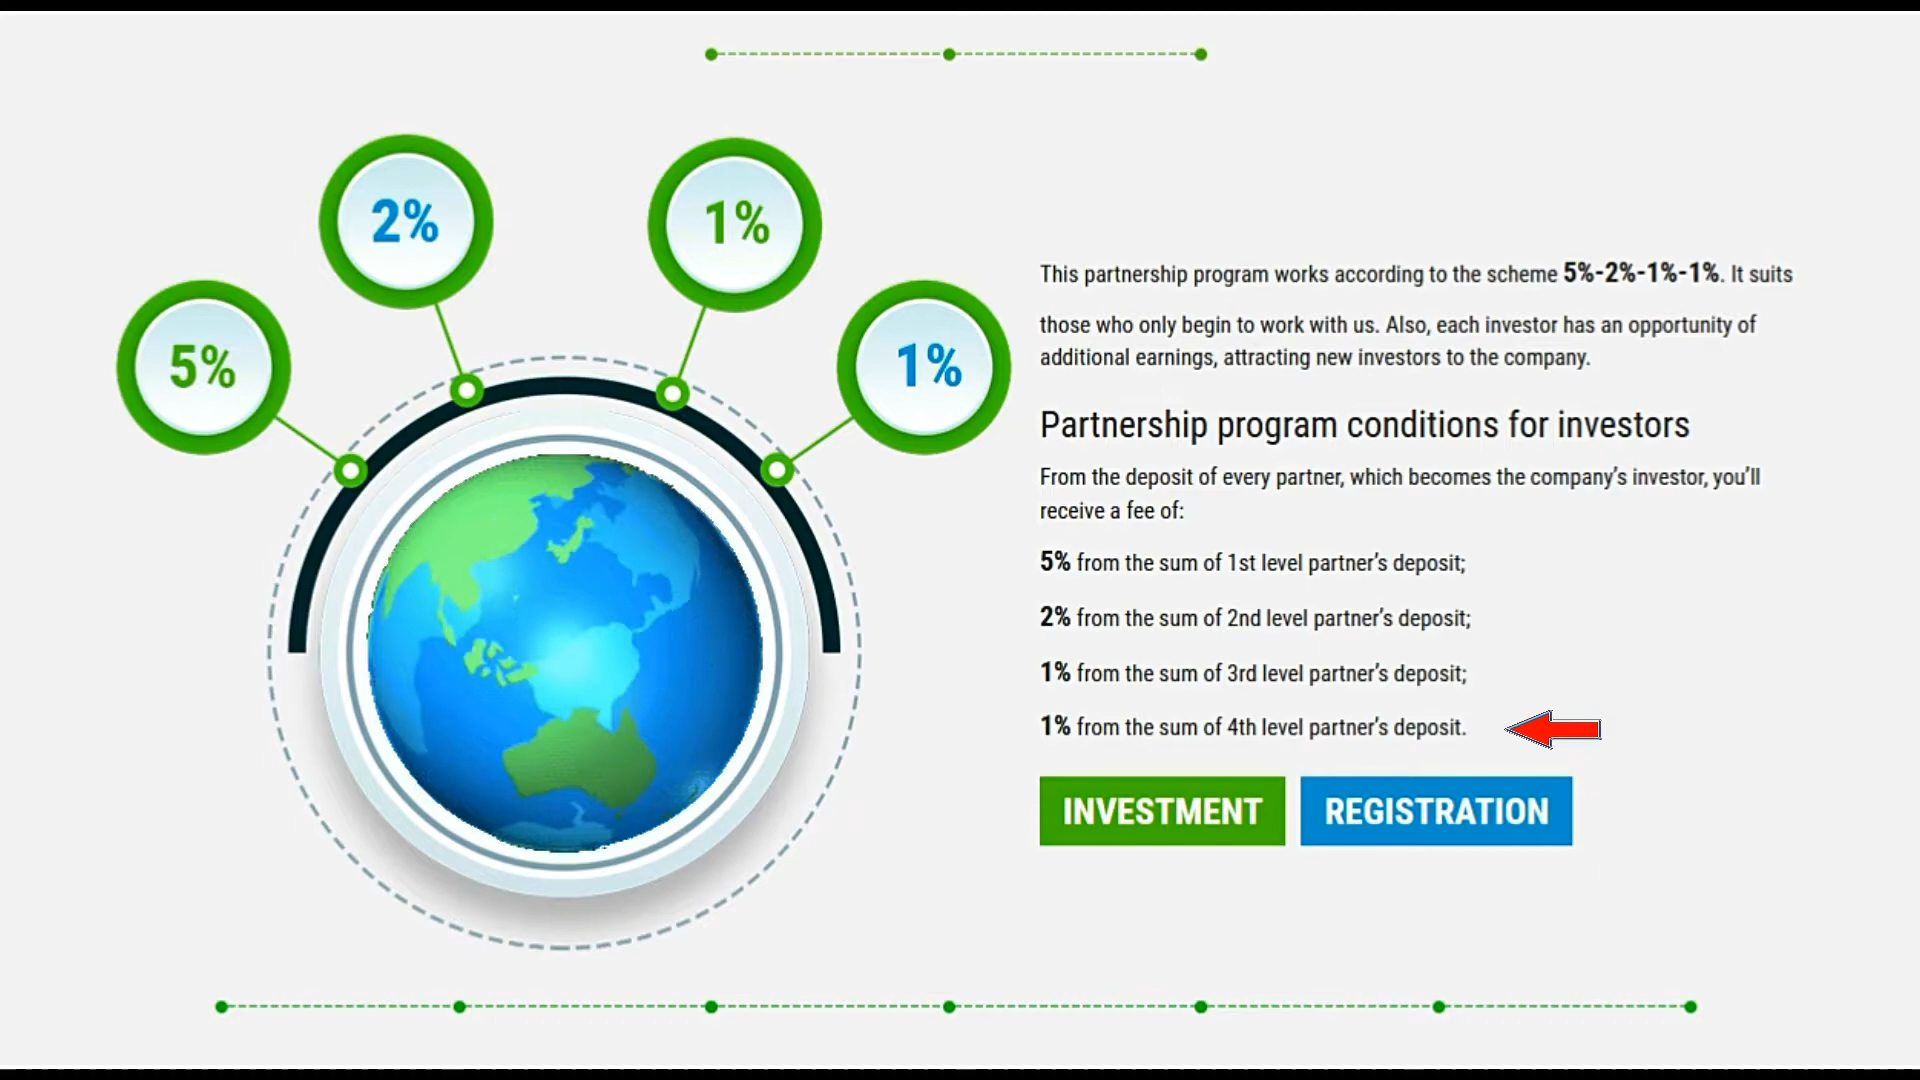 2%
1%
5%
1%
This partnership program works according to the scheme 5%-2%-1%-1%. It suits
those who only begin to work with us. Also, each investor has an opportunity of
additional earnings, attracting new investors to the company.
Partnership program conditions for investors
From the deposit of every partner, which becomes the company's investor, you'll
receive a fee of:
5% from the sum of 1st level partner's deposit;
2% from the sum of 2nd level partner's deposit;
1% from the sum of 3rd level partner's deposit;
1% from the sum of 4th level partner's deposit.
INVESTMENT
REGISTRATION